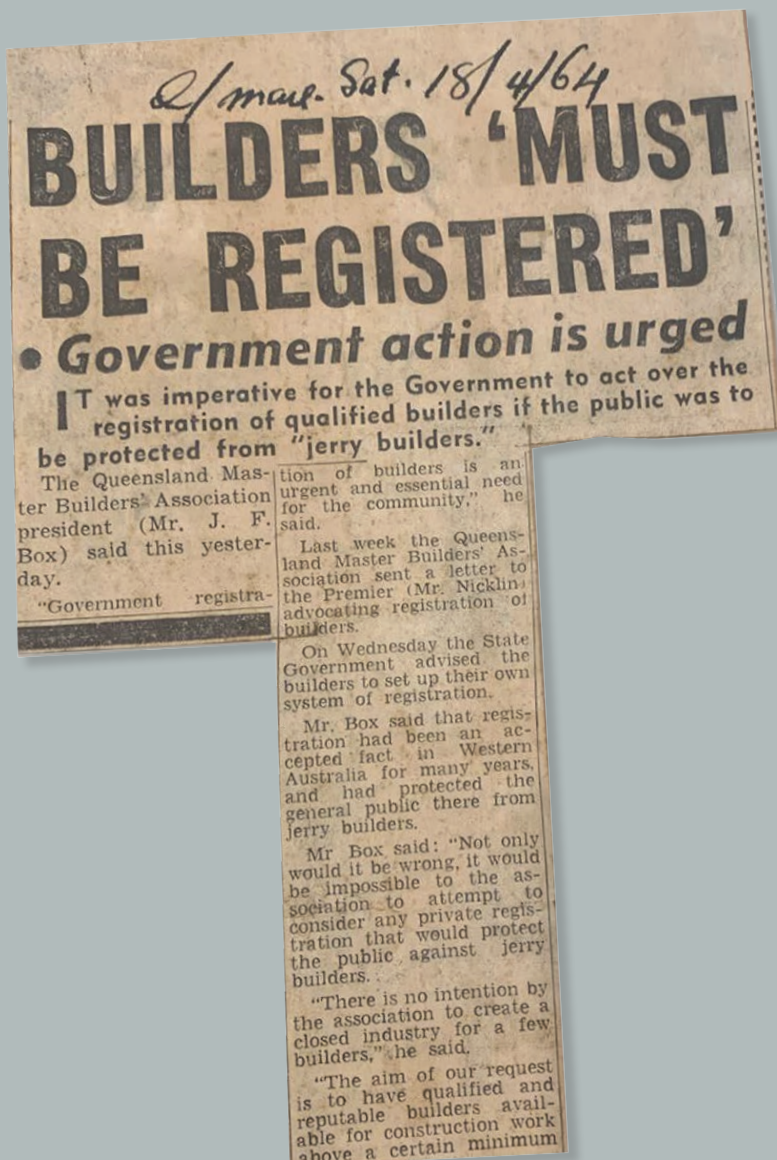 C/mail. Sat. 18/4/64
BUILDERS 'MUST
BE REGISTERED'
• Government action is urged
IT was imperative for the Government to act over the
registration of qualified builders if the public was to
be protected from "jerry builders."
The Queensland Mas-
ter Builders' Association
president (Mr. J. F.
Box) said this yester-
day.
"Government registra-
tion of builders is an
urgent and essential need
for the community," he
said.
Last week the Queens-
land Master Builders' As-
sociation sent a letter to
the Premier (Mr. Nicklin)
advocating registration of
builders.
On Wednesday the State
Government advised the
builders to set up their own
system of registration.
Mr. Box said that regis-
tration had been an ac-
cepted fact in Western
Australia for many years,
and had protected the
general public there from
jerry builders.
Mr Box said: "Not only
would it be wrong, it would
be impossible to the as-
sociation to attempt to
consider any private regis-
tration that would protect
the public against jerry
builders.
"There is no intention by
the association to create a
closed industry for a few
builders," he said.
"The aim of our request
is to have qualified and
reputable builders avail-
able for construction work
above a certain minimum